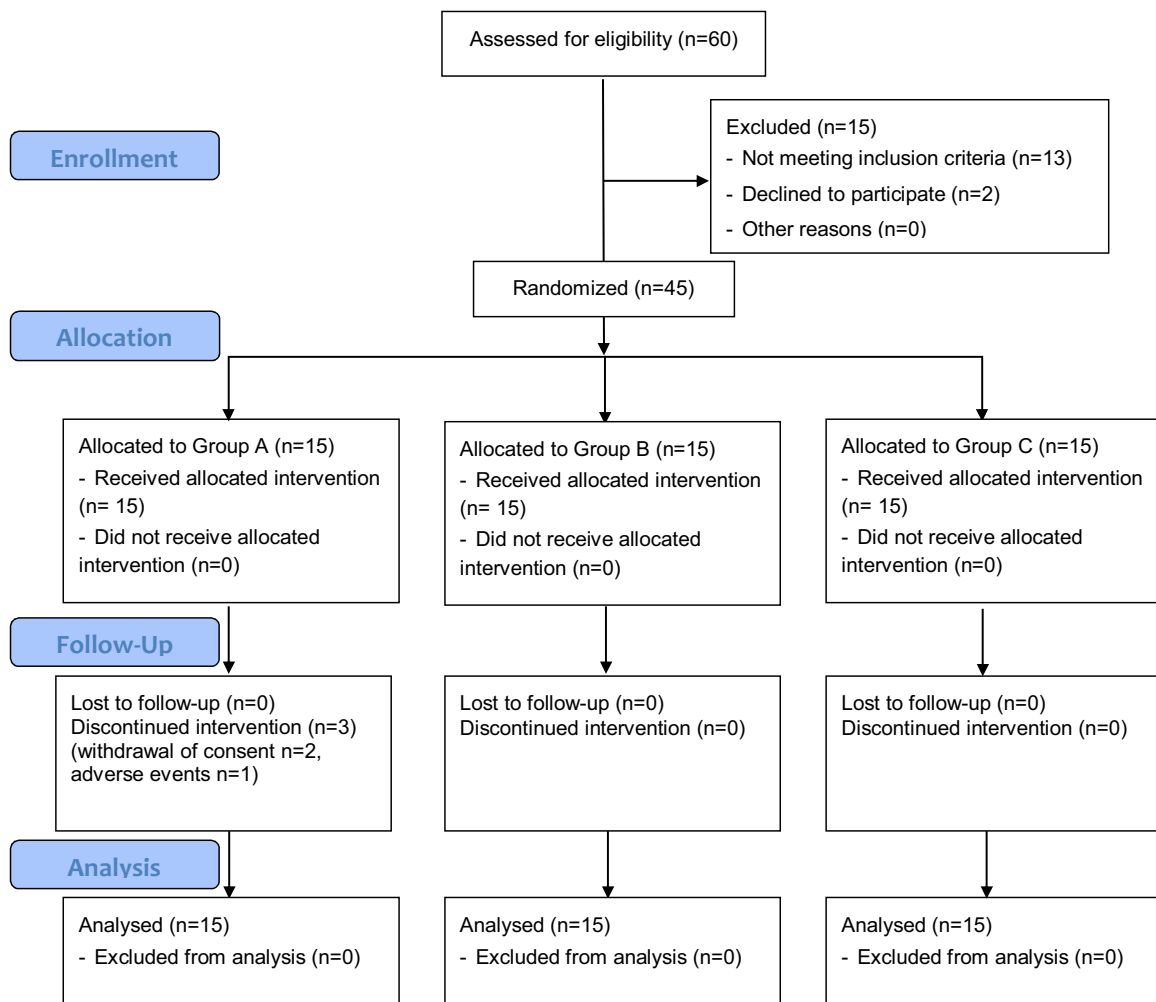 Assessed for eligibility (n=60)
Enrollment
Excluded (n=15)
- Not meeting inclusion criteria (n=13)
- Declined to participate (n=2)
- Other reasons (n=0)
Randomized (n=45)
Allocation
Allocated to Group A (n=15)
- Received allocated intervention
(n= 15)
- Did not receive allocated
intervention (n=0)
Allocated to Group B (n=15)
- Received allocated intervention
(n= 15)
- Did not receive allocated
intervention (n=0)
Allocated to Group C (n=15)
- Received allocated intervention
(n= 15)
- Did not receive allocated
intervention (n=0)
Follow-Up
Lost to follow-up (n=0)
Discontinued intervention (n=3)
(withdrawal of consent n=2,
adverse events n=1)
Lost to follow-up (n=0)
Discontinued intervention (n=0)
Lost to follow-up (n=0)
Discontinued intervention (n=0)
Analysis
Analysed (n=15)
- Excluded from analysis (n=0)
Analysed (n=15)
- Excluded from analysis (n=0)
Analysed (n=15)
- Excluded from analysis (n=0)